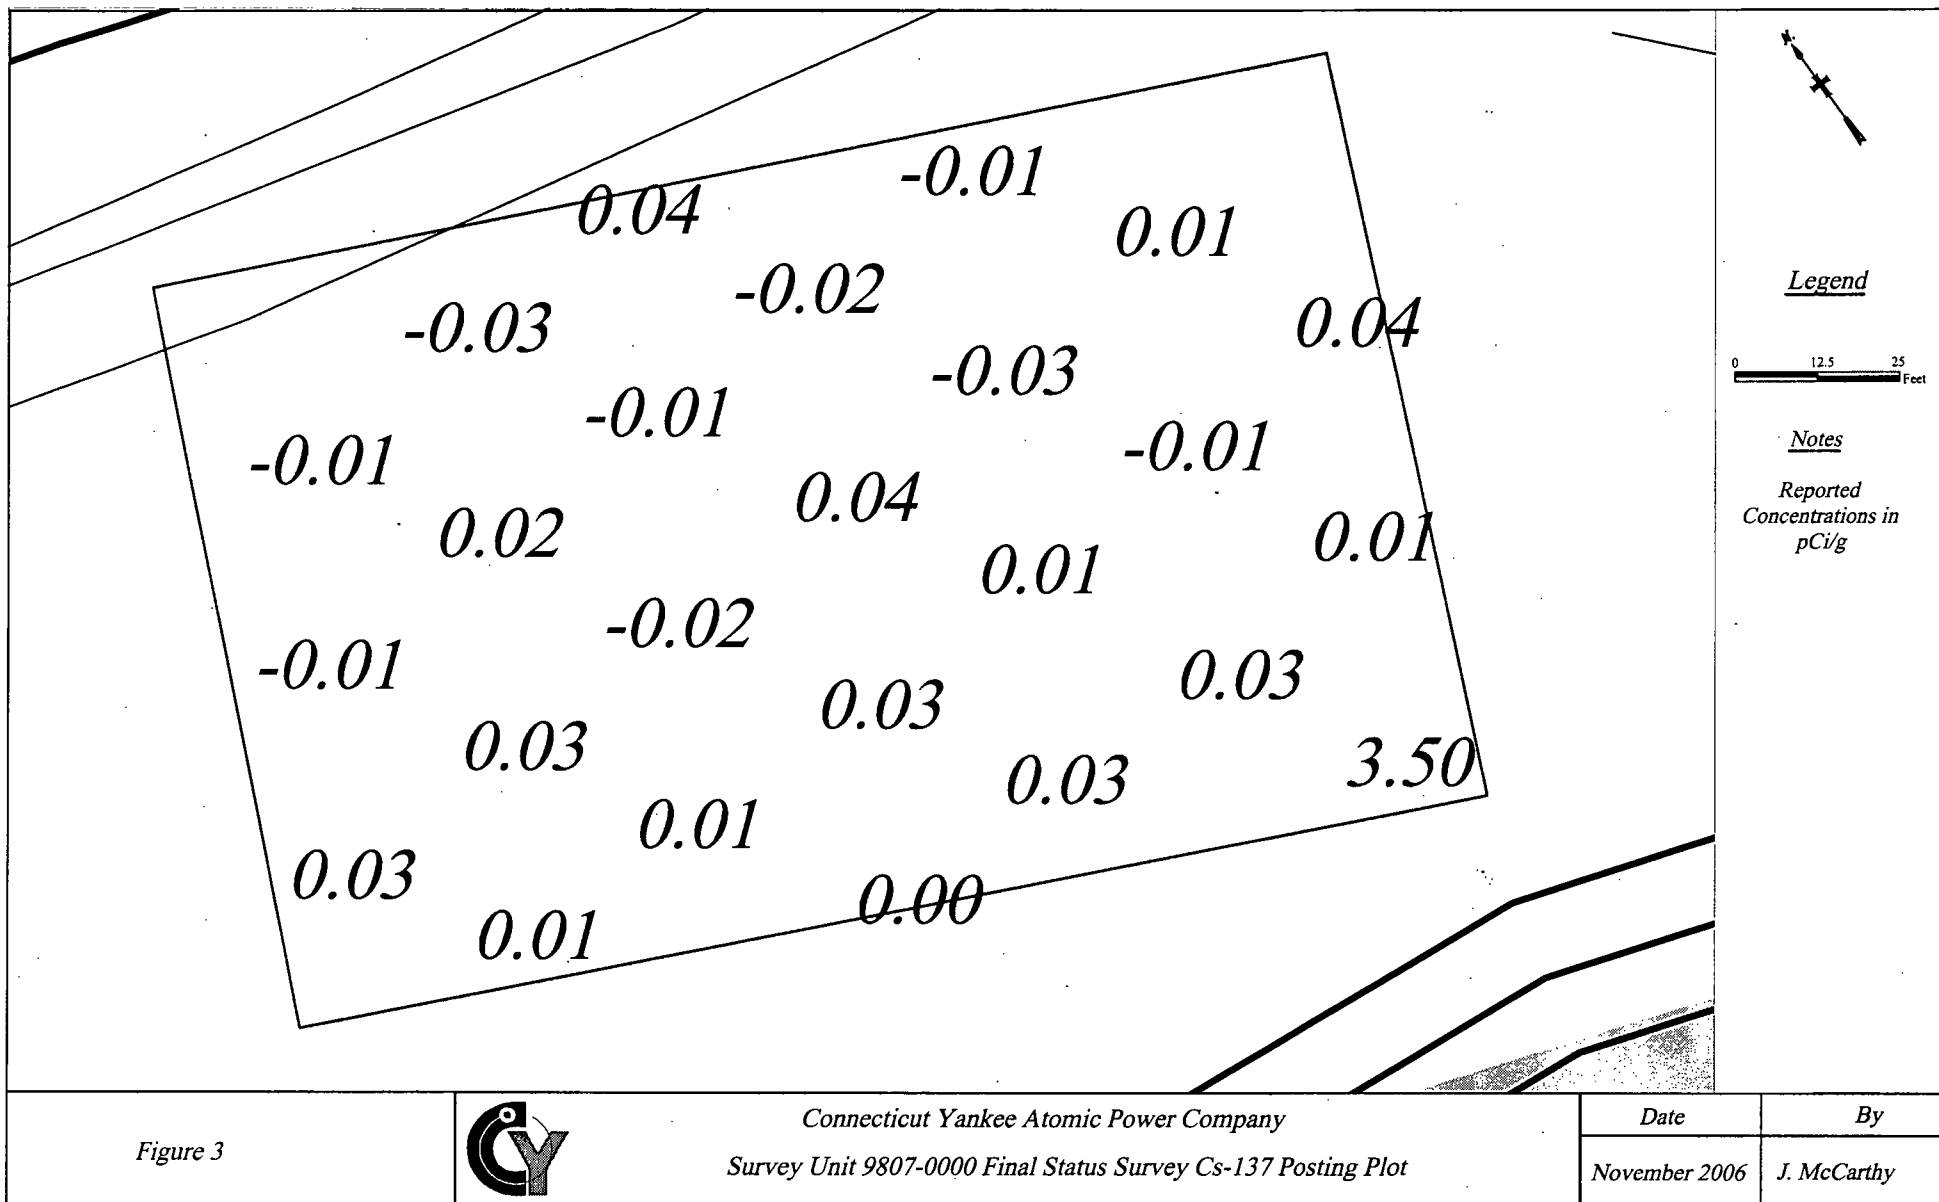 N
-0.01
0.04
0.01
-0.02
Legend
-0.03
0.04
-0.03
0 12.5 25
Feet
-0.01
-0.01
Notes
-0.01
0.04
Reported
Concentrations in
pCi/g
0.02
0.01
0.01
-0.02
-0.01
0.03
0.03
0.03
3.50
0.03
0.01
0.03
0.00
0.01
Figure 3
CY
Connecticut Yankee Atomic Power Company
Survey Unit 9807-0000 Final Status Survey Cs-137 Posting Plot
Date
By
November 2006
J. McCarthy